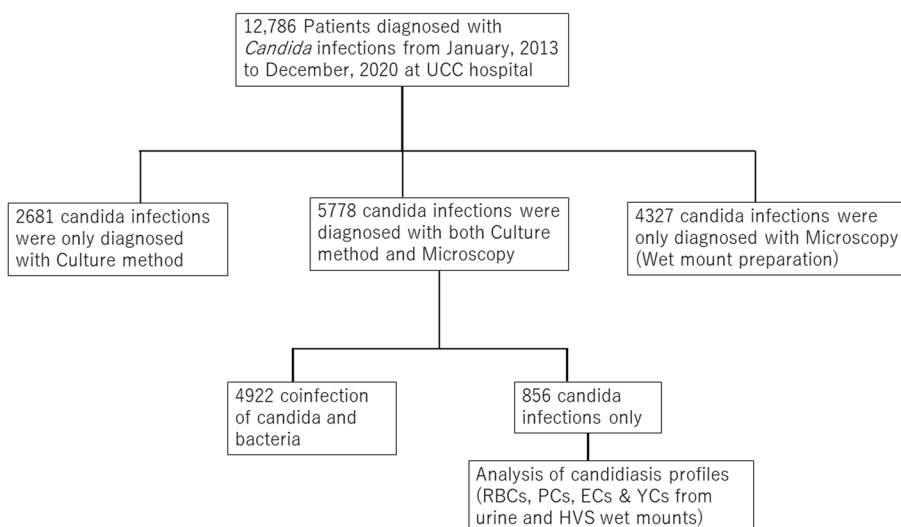 12,786 Patients diagnosed with
Candida infections from January, 2013
to December, 2020 at UCC hospital
2681 candida infections
were only diagnosed
with Culture method
5778 candida infections were
diagnosed with both Culture
method and Microscopy
4327 candida infections were
only diagnosed with Microscopy
(Wet mount preparation)
4922 coinfection
of candida and
bacteria
856 candida
infections only
Analysis of candidiasis profiles
(RBCs, PCs, ECs & YCs from
urine and HVS wet mounts)